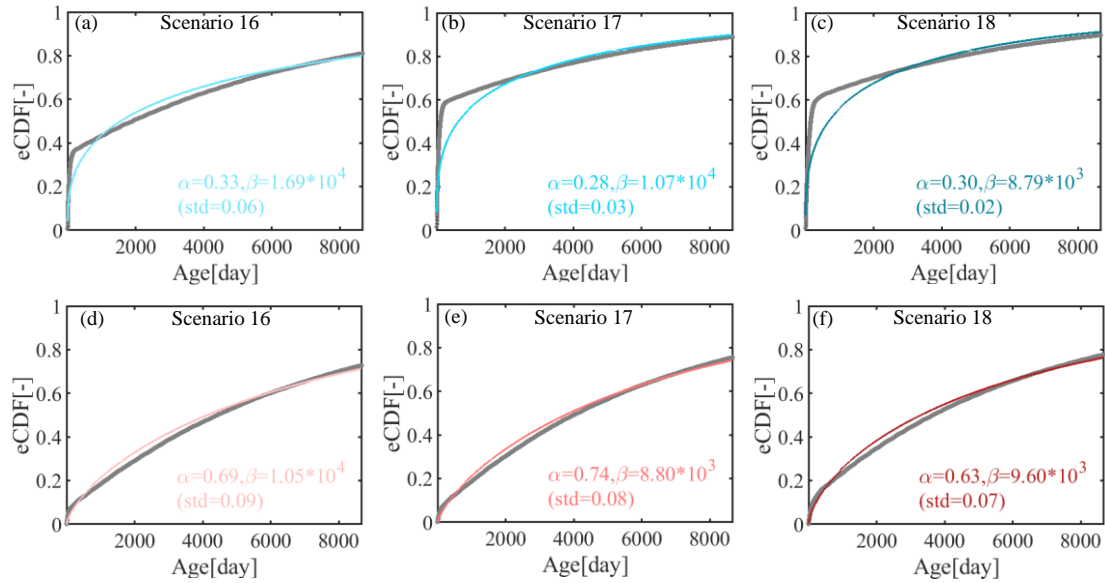 (a) Scenario 16
1
0.8
0.6
0.4
0.2
0
eCDF[-]
α=0.33,β=1.69*10^4
(std=0.06)
2000 4000 6000 8000
Age[day]
(b) Scenario 17
1
0.8
0.6
0.4
0.2
0
eCDF[-]
α=0.28,β=1.07*10^4
(std=0.03)
2000 4000 6000 8000
Age[day]
(c) Scenario 18
1
0.8
0.6
0.4
0.2
0
eCDF[-]
α=0.30,β=8.79*10^3
(std=0.02)
2000 4000 6000 8000
Age[day]
(d) Scenario 16
1
0.8
0.6
0.4
0.2
0
eCDF[-]
α=0.69,β=1.05*10^4
(std=0.09)
2000 4000 6000 8000
Age[day]
(e) Scenario 17
1
0.8
0.6
0.4
0.2
0
eCDF[-]
α=0.74,β=8.80*10^3
(std=0.08)
2000 4000 6000 8000
Age[day]
(f) Scenario 18
1
0.8
0.6
0.4
0.2
0
eCDF[-]
α=0.63,β=9.60*10^3
(std=0.07)
2000 4000 6000 8000
Age[day]